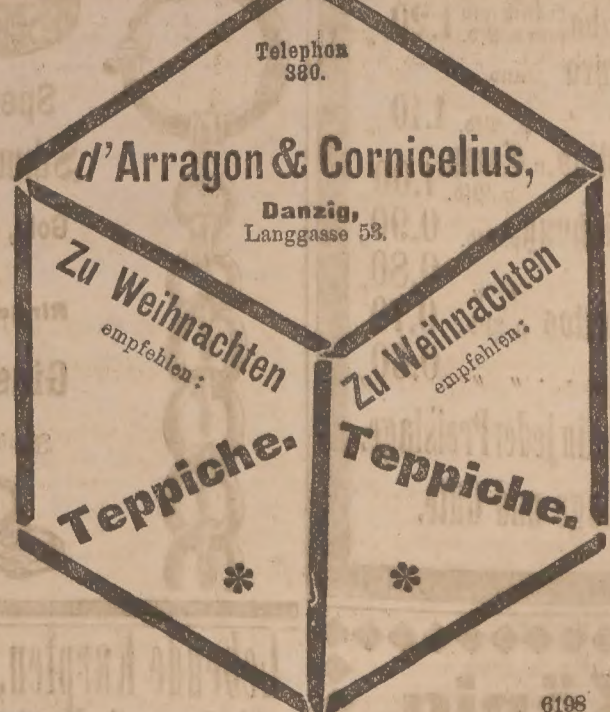 Telephon
380.
d'Arragon & Cornicelius,
Danzig,
Langgasse 53.
Zu Weihnachten
empfehlen:
Teppiche.
*
Zu Weihnachten
empfehlen:
Teppiche.
*
6198